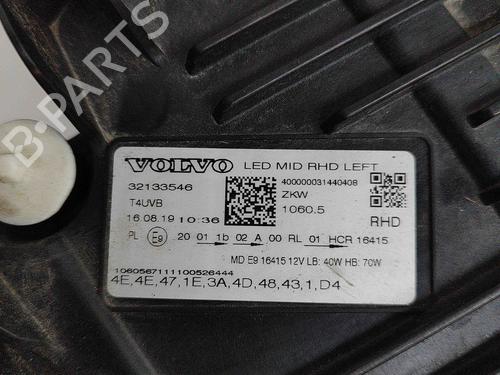 B-PARTS
VOLVO LED MID RHD LEFT
32133546 400000031440408
T4UVB ZKW
16.08.19 10:36 1060.5 RHD
PL E9 20 01 1b 02 A 00 RL 01 HCR 16415
MD E9 16415 12V LB: 40W HB: 70W
1060567111100526444
4E,4E,47,1E,3A,4D,48,43,1,D4